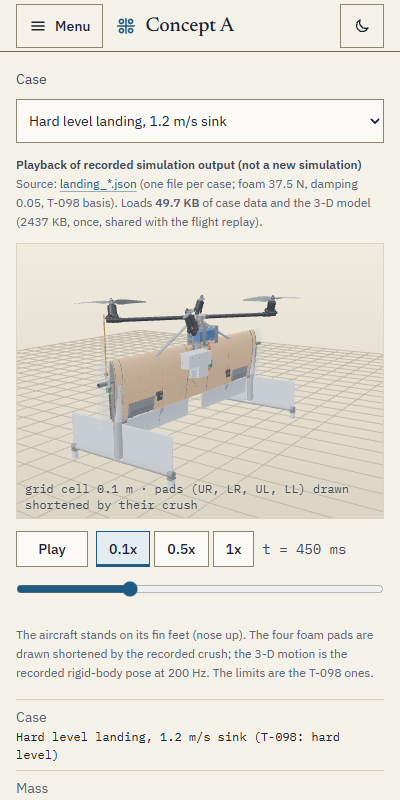 Menu
Concept A
Case
Hard level landing, 1.2 m/s sink
Playback of recorded simulation output (not a new simulation)
Source: landing_*.json (one file per case; foam 37.5 N, damping
0.05, T-098 basis). Loads 49.7 KB of case data and the 3-D model
(2437 KB, once, shared with the flight replay).
grid cell 0.1 m · pads (UR, LR, UL, LL) drawn
shortened by their crush
Play
0.1x
0.5x
1x
t = 450 ms
The aircraft stands on its fin feet (nose up). The four foam pads are
drawn shortened by the recorded crush; the 3-D motion is the
recorded rigid-body pose at 200 Hz. The limits are the T-098 ones.
Case
Hard level landing, 1.2 m/s sink (T-098: hard
level)
Mass